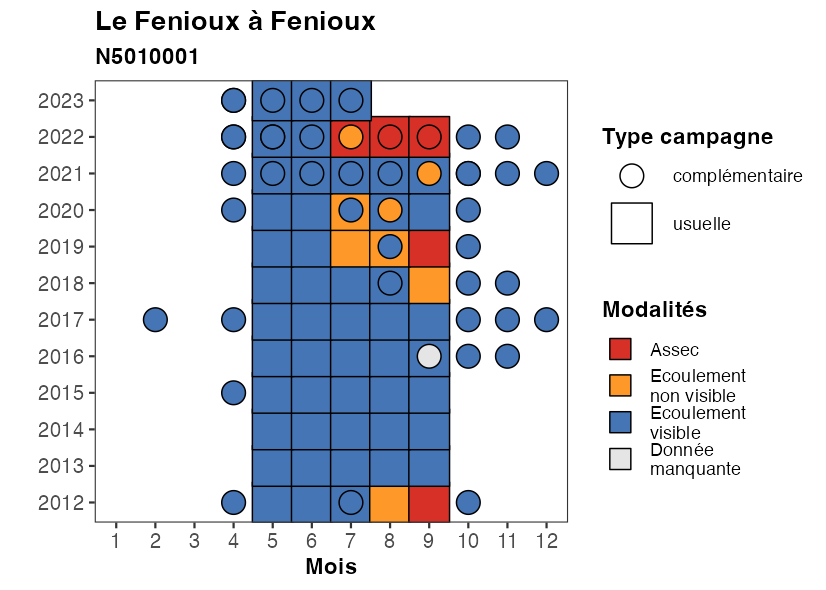 Le Fenioux à Fenioux
N5010001
2023
2022
2021
2020
2019
2018
2017
2016
2015
2014
2013
2012
1 2 3 4 5 6 7 8 9 10 11 12
Mois
Type campagne
complémentaire
usuelle
Modalités
Assec
Ecoulement
non visible
Ecoulement
visible
Donnée
manquante